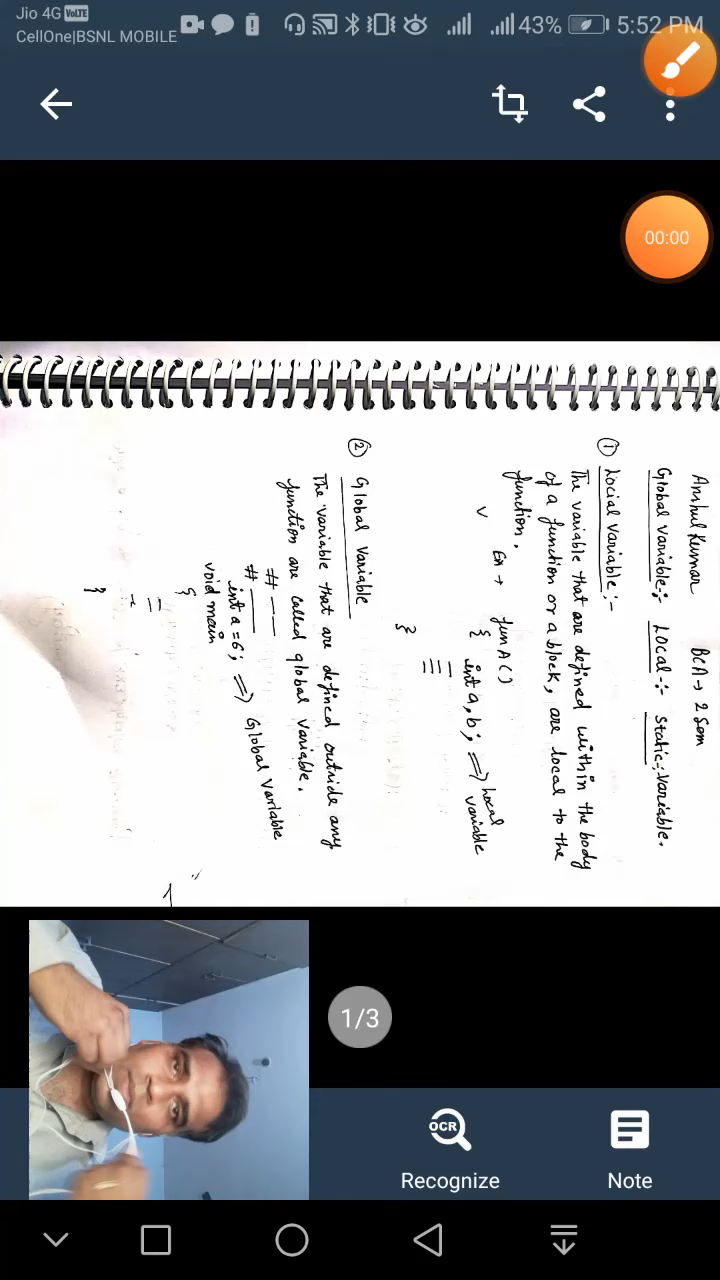 Jio 4G VoLTE
CellOne|BSNL MOBILE
43%
5:52 PM
00:00
Anshul Kumar BCA → 2 Sem
Global Variable:- LOcal -:- Static:-Variable.
① Local Variable:-
The variable that are defined within the body
of a function or a block, are local to the
function.
Ex → fun A()
{ int a, b; ⇒ Local
variable
}
② Global Variable
The variable that are defined outside any
function are called global variable.
#
#
int a = 6; ⇒ Global Variable
void main
{
}
1/3
OCR
Recognize
Note